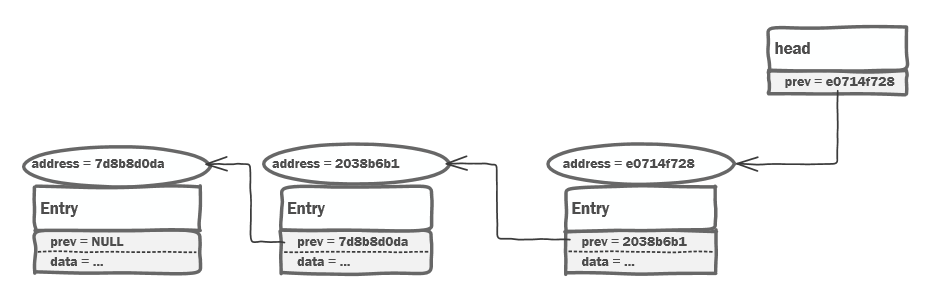 head
prev = e0714f728
address = 7d8b8d0da
address = 2038b6b1
address = e0714f728
Entry
Entry
Entry
prev = NULL
prev = 7d8b8d0da
prev = 2038b6b1
data = ...
data = ...
data = ...